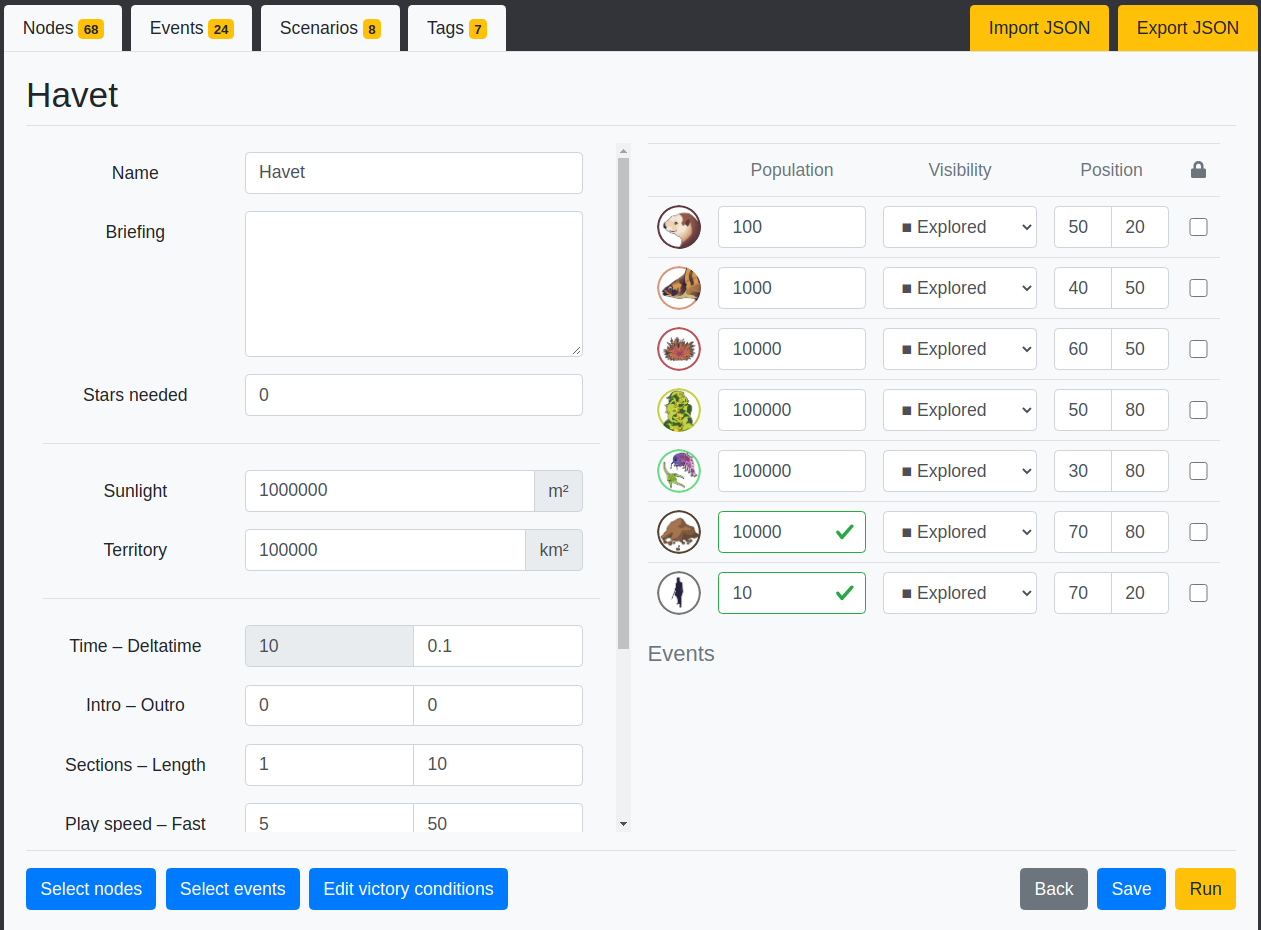 Nodes 68 Events 24 Scenarios 8 Tags 7 Import JSON Export JSON
Havet
Name Havet
Briefing
Stars needed 0
Sunlight 1000000 m²
Territory 100000 km²
Time – Deltatime 10 0.1
Intro – Outro 0 0
Sections – Length 1 10
Play speed – Fast 5 50
Population Visibility Position
100 ■ Explored 50 20
1000 ■ Explored 40 50
10000 ■ Explored 60 50
100000 ■ Explored 50 80
100000 ■ Explored 30 80
10000 ■ Explored 70 80
10 ■ Explored 70 20
Events
Select nodes Select events Edit victory conditions Back Save Run